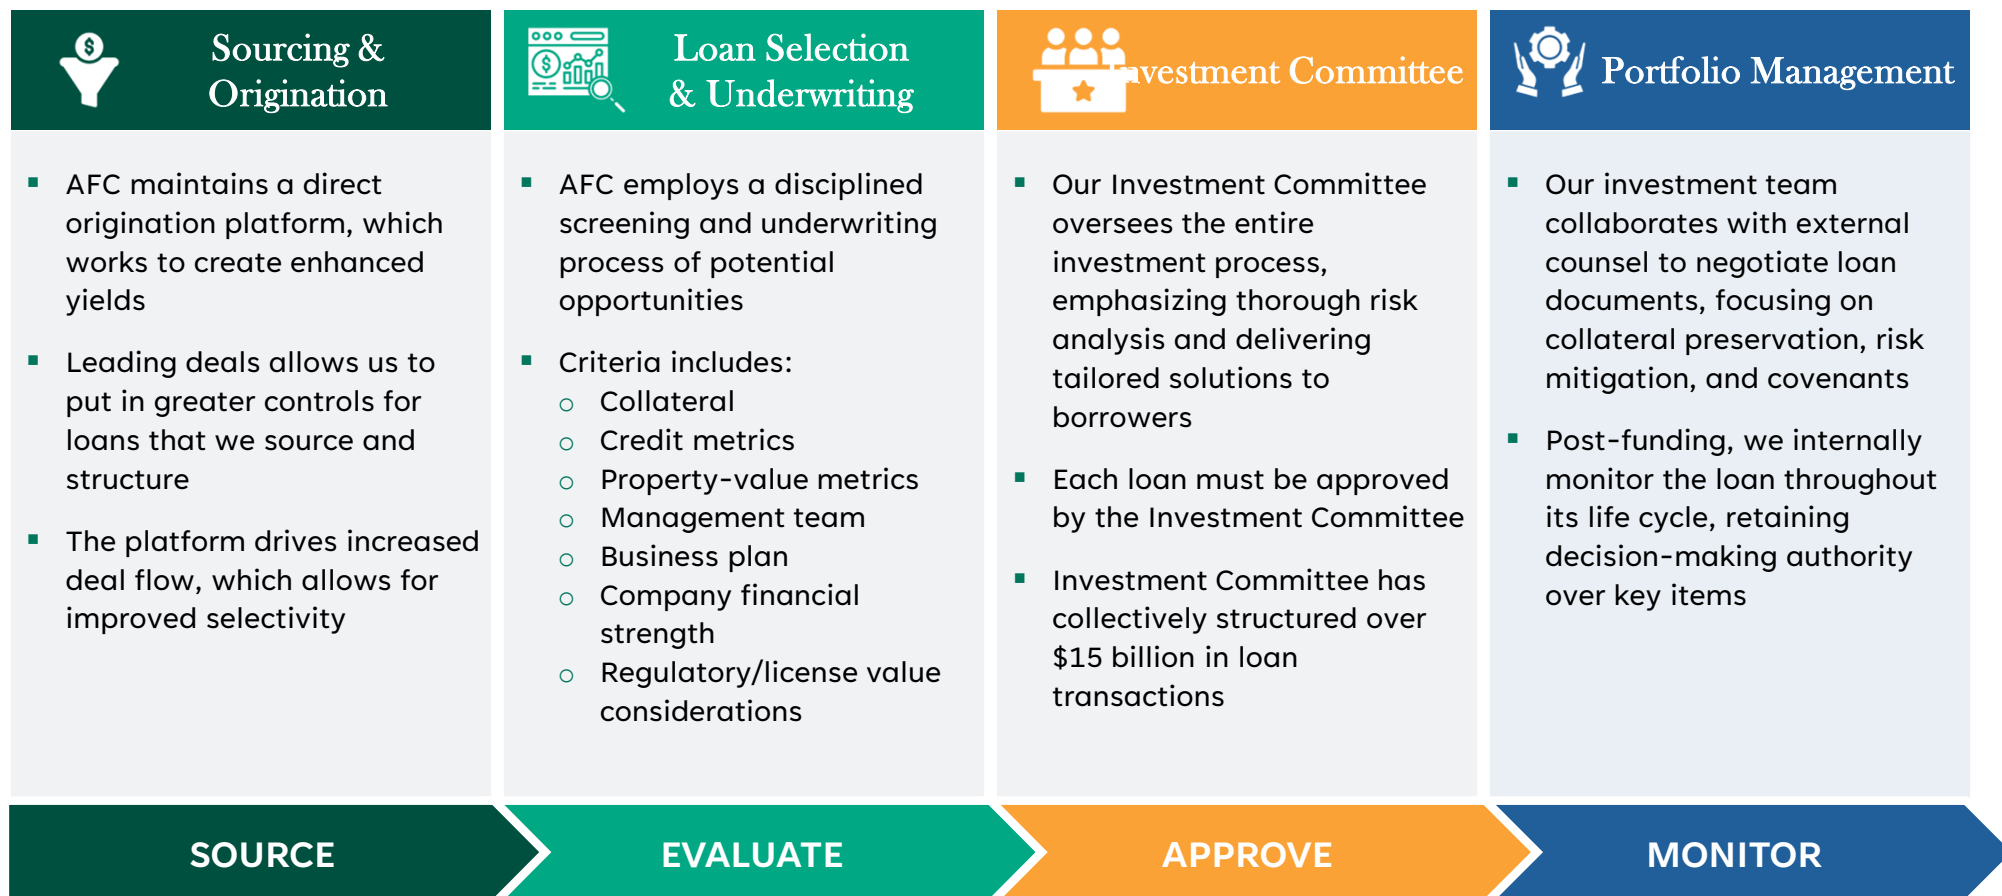 Sourcing &
Origination
▪ AFC maintains a direct
origination platform, which
works to create enhanced
yields
▪ Leading deals allows us to
put in greater controls for
loans that we source and
structure
▪ The platform drives increased
deal flow, which allows for
improved selectivity
SOURCE
$
Loan Selection
& Underwriting
▪ AFC employs a disciplined
screening and underwriting
process of potential
opportunities
▪ Criteria includes:
○ Collateral
○ Credit metrics
○ Property-value metrics
○ Management team
○ Business plan
○ Company financial
strength
○ Regulatory/license value
considerations
EVALUATE
$
Investment Committee
▪ Our Investment Committee
oversees the entire
investment process,
emphasizing thorough risk
analysis and delivering
tailored solutions to
borrowers
▪ Each loan must be approved
by the Investment Committee
▪ Investment Committee has
collectively structured over
$15 billion in loan
transactions
APPROVE
Portfolio Management
▪ Our investment team
collaborates with external
counsel to negotiate loan
documents, focusing on
collateral preservation, risk
mitigation, and covenants
▪ Post-funding, we internally
monitor the loan throughout
its life cycle, retaining
decision-making authority
over key items
MONITOR